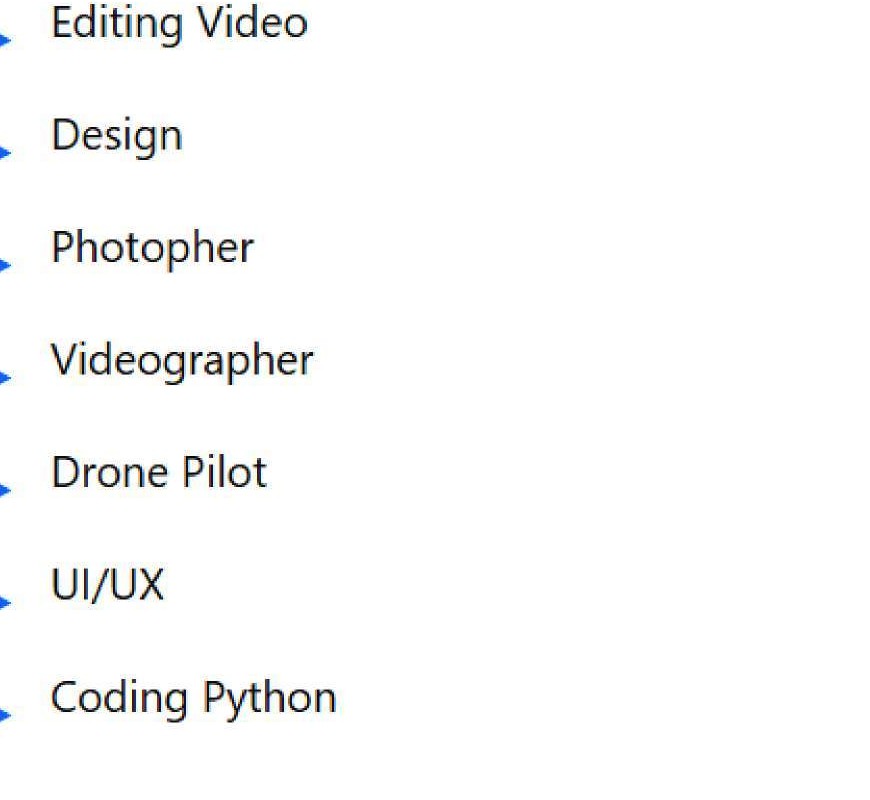 Editing Video
Design
Photopher
Videographer
Drone Pilot
UI/UX
Coding Python